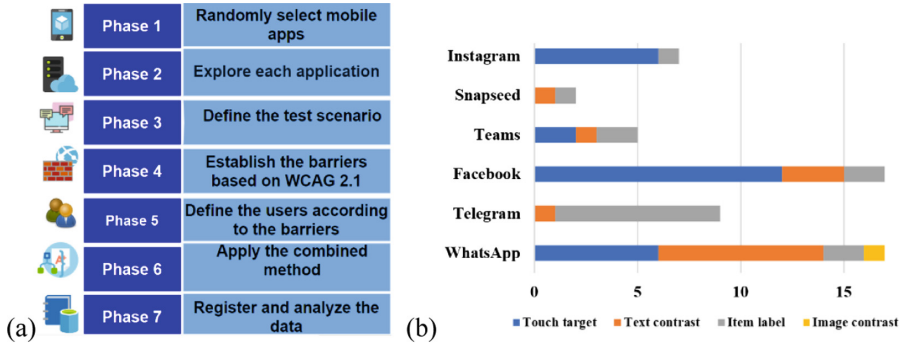 Phase 1
Randomly select mobile
apps
Phase 2
Explore each application
Phase 3
Define the test scenario
Phase 4
Establish the barriers
based on WCAG 2.1
Phase 5
Define the users according
to the barriers
Phase 6
Apply the combined
method
Phase 7
Register and analyze the
data
(a)
Instagram
Snapseed
Teams
Facebook
Telegram
WhatsApp
0 5 10 15
Touch target Text contrast Item label Image contrast
(b)